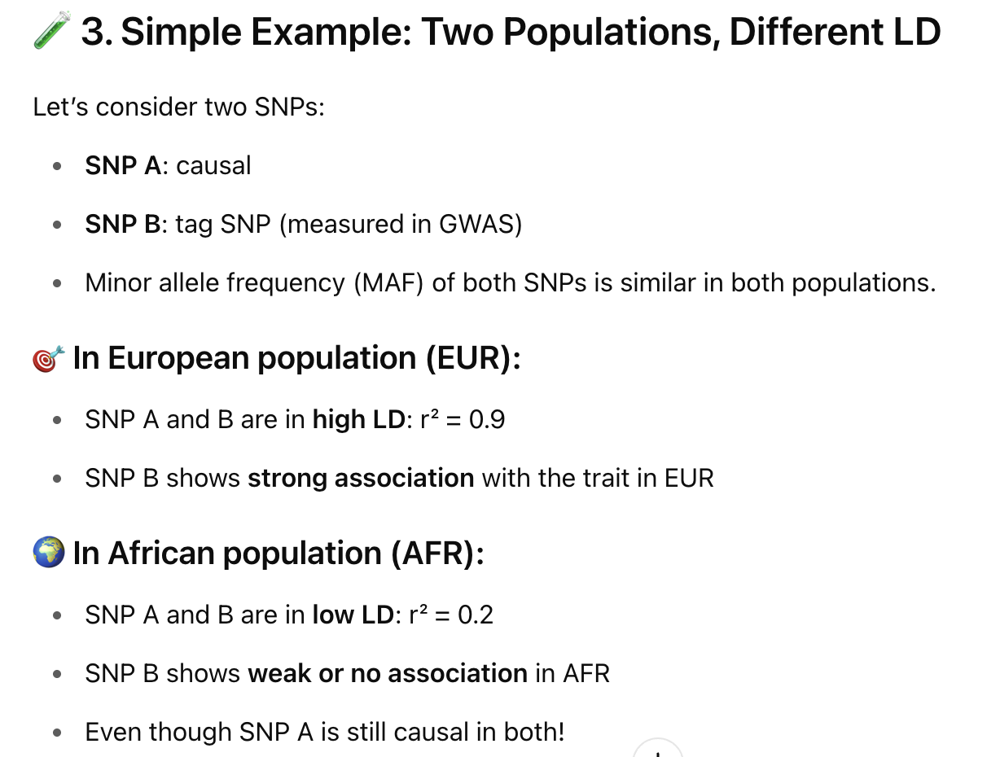 🧪 3. Simple Example: Two Populations, Different LD
Let’s consider two SNPs:
• SNP A: causal
• SNP B: tag SNP (measured in GWAS)
• Minor allele frequency (MAF) of both SNPs is similar in both populations.
🎯 In European population (EUR):
• SNP A and B are in high LD: r² = 0.9
• SNP B shows strong association with the trait in EUR
🌍 In African population (AFR):
• SNP A and B are in low LD: r² = 0.2
• SNP B shows weak or no association in AFR
• Even though SNP A is still causal in both!